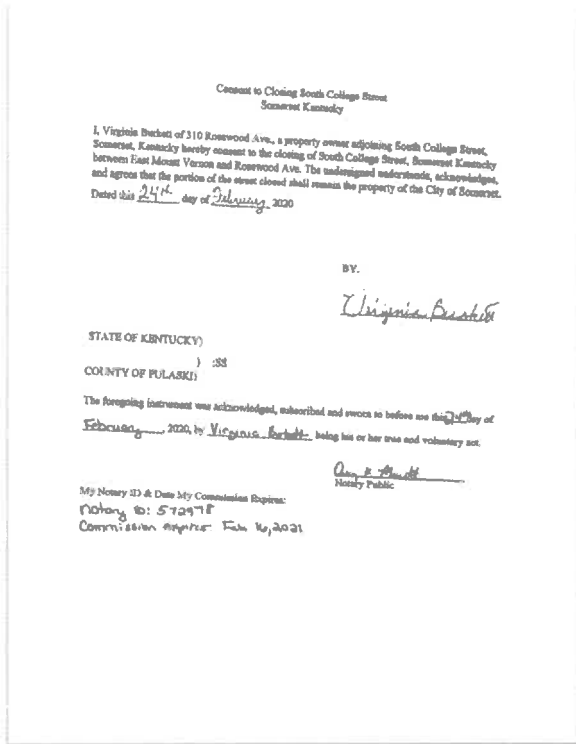 Consent to Closing South College Street
Somerset Kentucky
I, Virginia Burkett of 310 Rosewood Ave., a property owner adjoining South College Street,
Somerset, Kentucky hereby consent to the closing of South College Street, Somerset Kentucky
between East Mount Vernon and Rosewood Ave. The undersigned understands, acknowledges,
and agrees that the portion of the street closed shall remain the property of the City of Somerset.
Dated this 24th day of February 2020
BY.
Virginia Burkett
STATE OF KENTUCKY)
) :SS
COUNTY OF PULASKI)
The foregoing instrument was acknowledged, subscribed and sworn to before me this 24th day of
February, 2020, by Virginia Burkett being his or her true and voluntary act.
Notary Public
My Notary ID & Date My Commission Expires:
Notary ID: 572978
Commission expires Feb 16, 2021